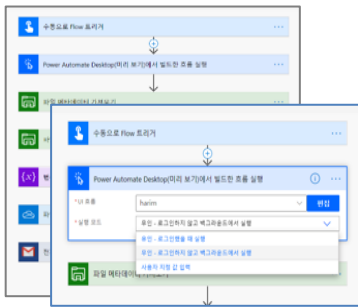 수동으로 Flow 트리거
Power Automate Desktop(미리 보기)에서 빌드한 흐름 실행
파일 메타데이터 가져오기
수동으로 Flow 트리거
Power Automate Desktop(미리 보기)에서 빌드한 흐름 실행
*UI 흐름
harim
편집
*실행 모드
무인 - 로그인하지 않고 백그라운드에서 실행
유인 - 로그인했을 때 실행
무인 - 로그인하지 않고 백그라운드에서 실행
사용자 지정 값 입력
파일 메타데이터 가져오기